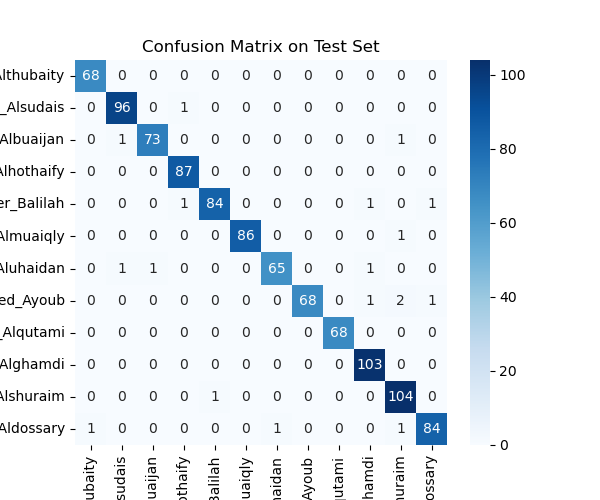 Confusion Matrix on Test Set
Althubaity 68 0 0 0 0 0 0 0 0 0 0 0
_Alsudais 0 96 0 1 0 0 0 0 0 0 0 0
Albuaijan 0 1 73 0 0 0 0 0 0 0 1 0
Alhothaify 0 0 0 87 0 0 0 0 0 0 0 0
er_Balilah 0 0 0 1 84 0 0 0 0 1 0 1
Almuaiqly 0 0 0 0 0 86 0 0 0 0 1 0
Aluhaidan 0 1 1 0 0 0 65 0 0 1 0 0
ed_Ayoub 0 0 0 0 0 0 0 68 0 1 2 1
_Alqutami 0 0 0 0 0 0 0 0 68 0 0 0
Alghamdi 0 0 0 0 0 0 0 0 0 103 0 0
Alshuraim 0 0 0 0 1 0 0 0 0 0 104 0
Aldossary 1 0 0 0 0 0 1 0 0 0 1 84
ubaity sudais uaijan othaify Balilah uaiqly haidan Ayoub qutami hamdi huraim ossary
100
80
60
40
20
0